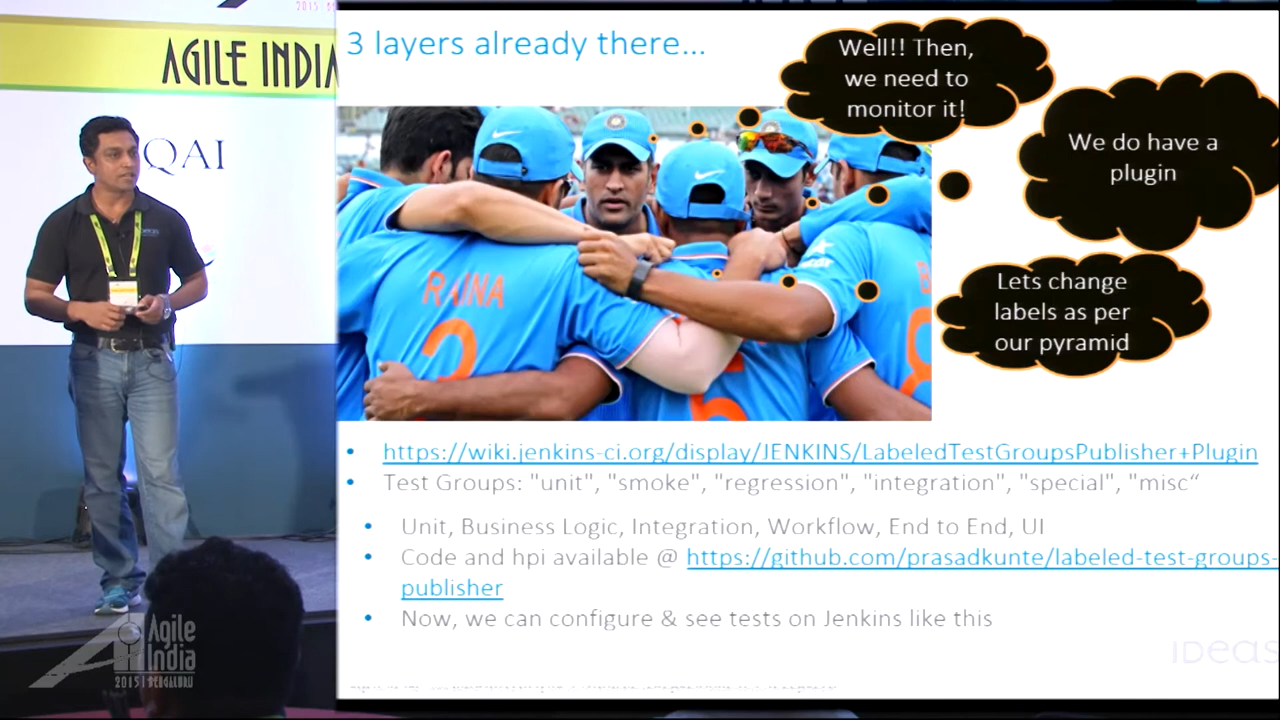 2015 | BE
AGILE INDIA
QAI
3 layers already there...
Well!! Then,
we need to
monitor it!
We do have a
plugin
Lets change
labels as per
our pyramid
RAINA
3
• https://wiki.jenkins-ci.org/display/JENKINS/LabeledTestGroupsPublisher+Plugin
• Test Groups: "unit", "smoke", "regression", "integration", "special", "misc“
• Unit, Business Logic, Integration, Workflow, End to End, UI
• Code and hpi available @ https://github.com/prasadkunte/labeled-test-groups-
publisher
• Now, we can configure & see tests on Jenkins like this
ideas
Agile
India
2015 | BENGALURU